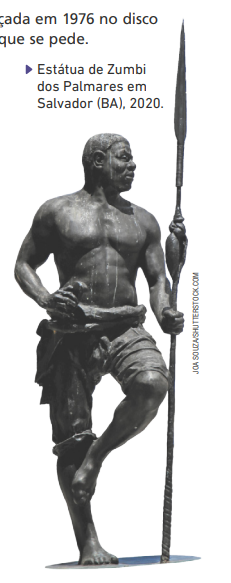 çada em 1976 no disco
que se pede.
Estátua de Zumbi
dos Palmares em
Salvador (BA), 2020.
JOA SOUZA/SHUTTERSTOCK.COM